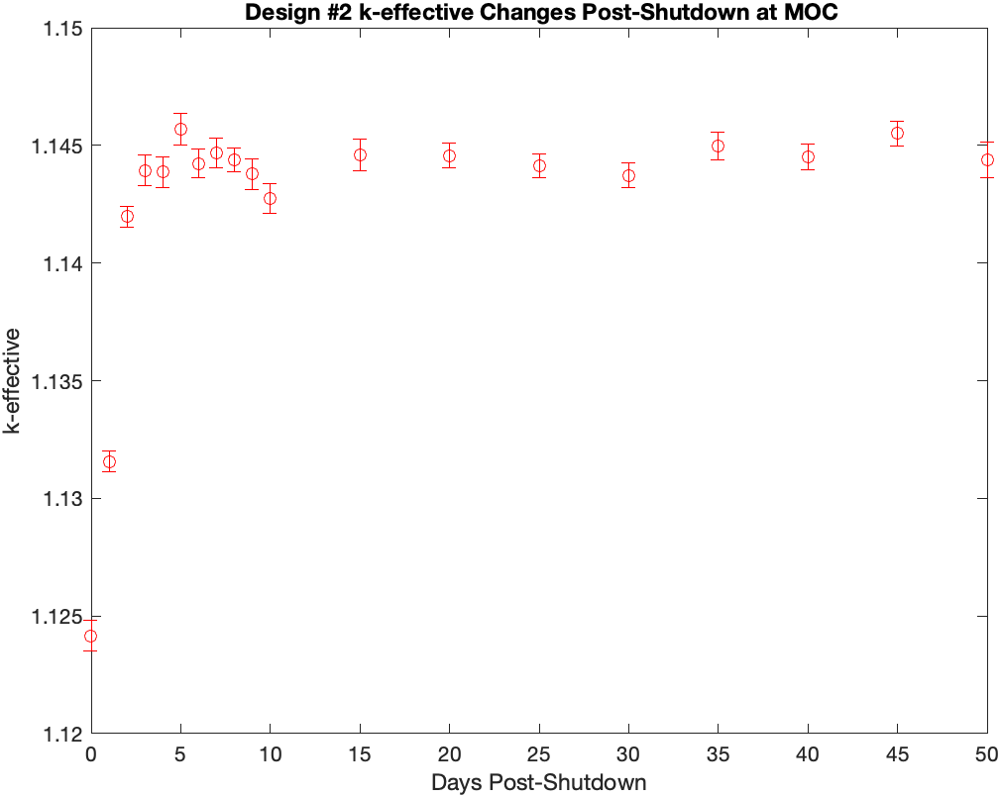 Design #2 k-effective Changes Post-Shutdown at MOC
1.15
1.145
1.14
1.135
1.13
1.125
1.12
k-effective
0 5 10 15 20 25 30 35 40 45 50
Days Post-Shutdown